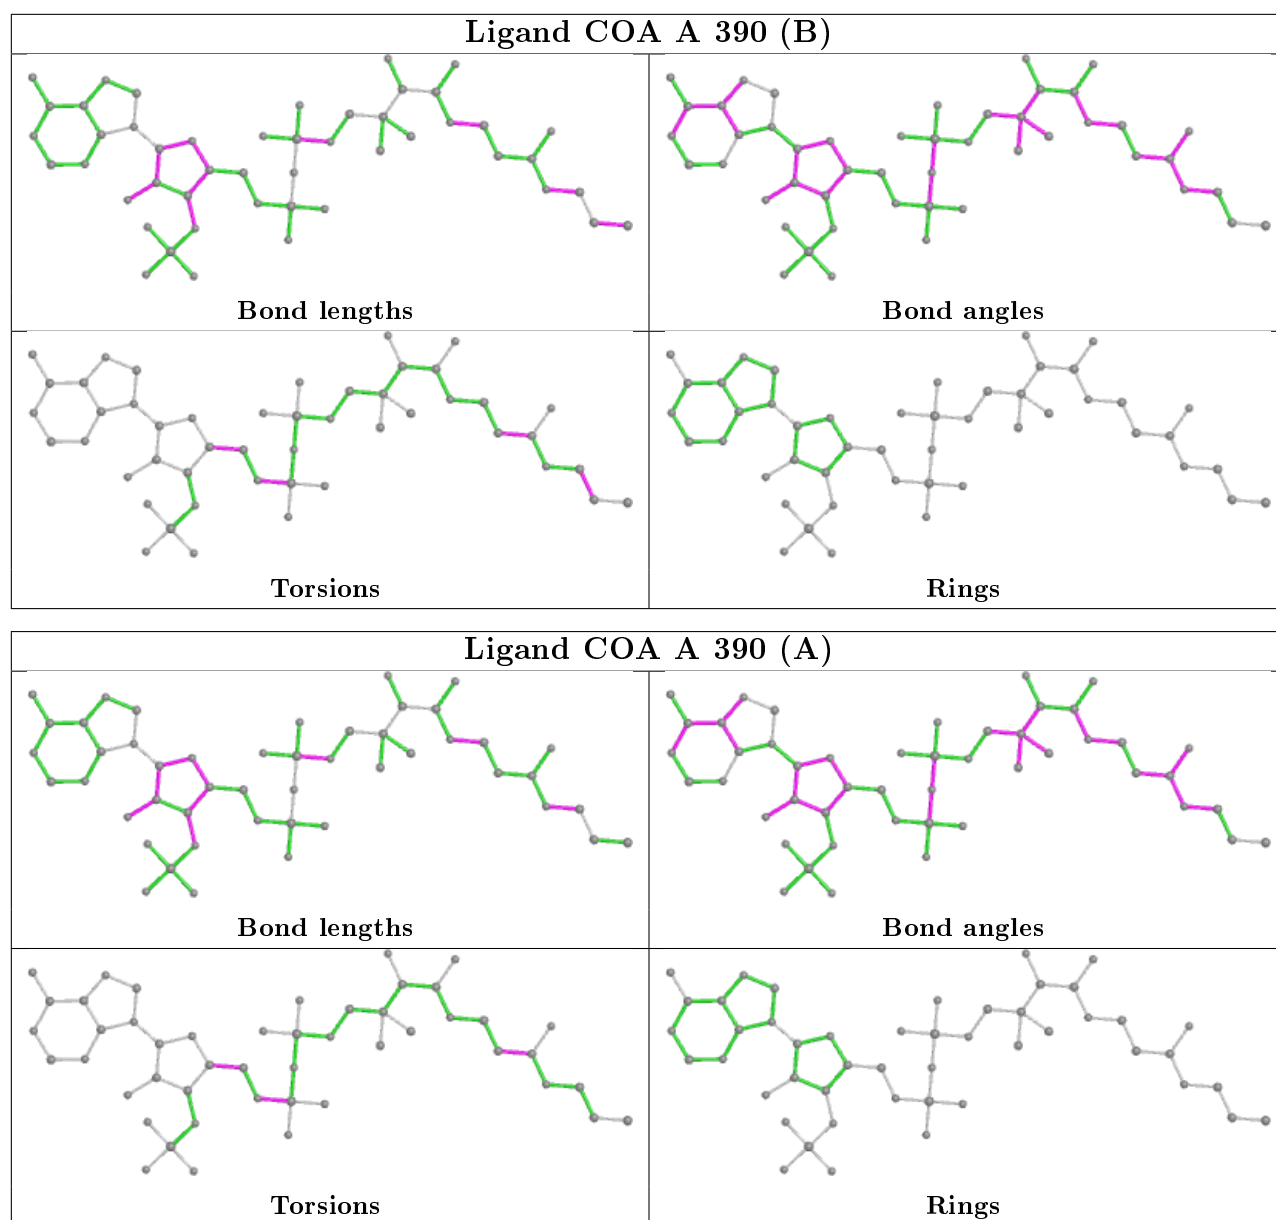 Ligand COA A 390 (B)
Bond lengths
Bond angles
Torsions
Rings
Ligand COA A 390 (A)
Bond lengths
Bond angles
Torsions
Rings